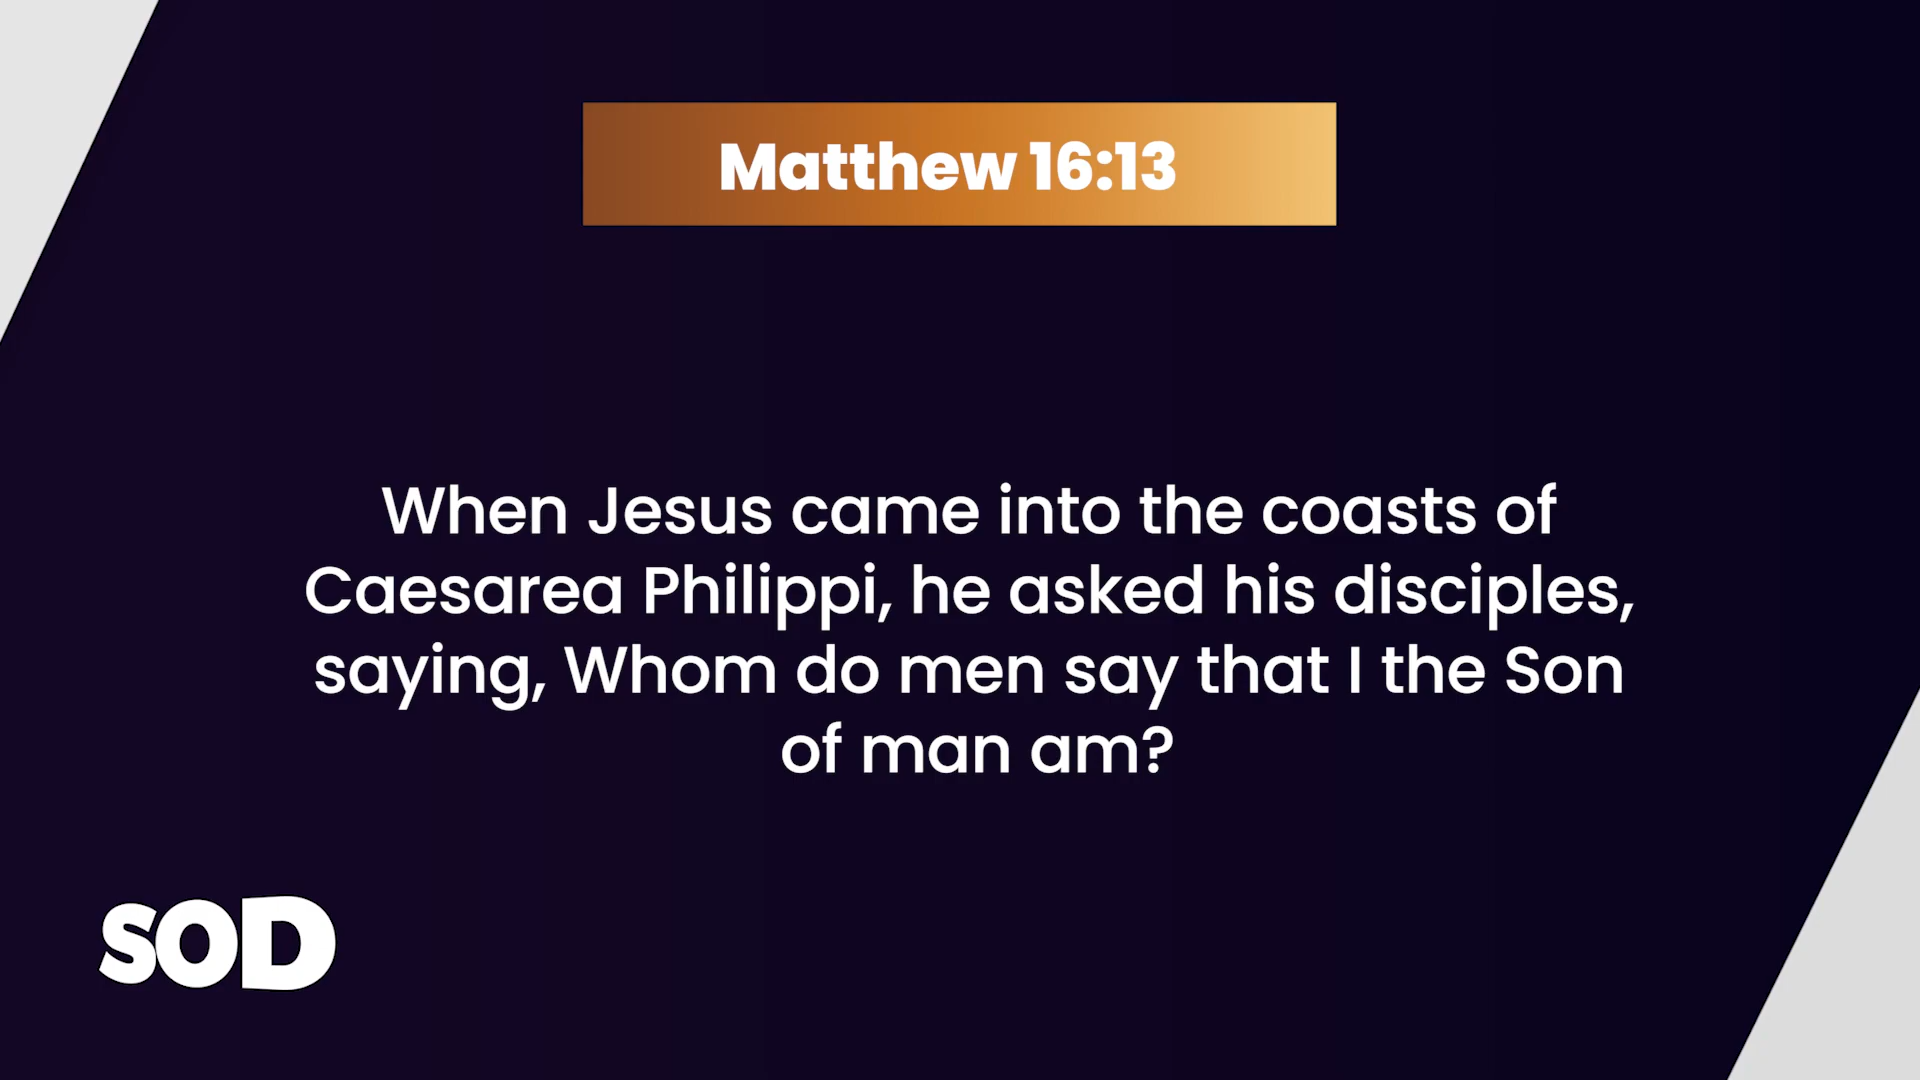 Matthew 16:13
When Jesus came into the coasts of
Caesarea Philippi, he asked his disciples,
saying, Whom do men say that I the Son
of man am?
SOD